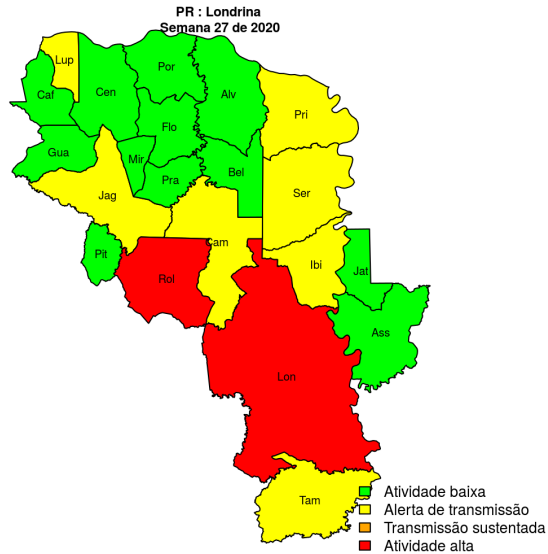 PR : Londrina
Semana 27 de 2020
Lup
Por
Caf
Cen
Alv
Pri
Flo
Gua
Mir
Pra
Bel
Jag
Ser
Cam
Pit
Rol
Ibi
Jat
Ass
Lon
Tam
Atividade baixa
Alerta de transmissão
Transmissão sustentada
Atividade alta